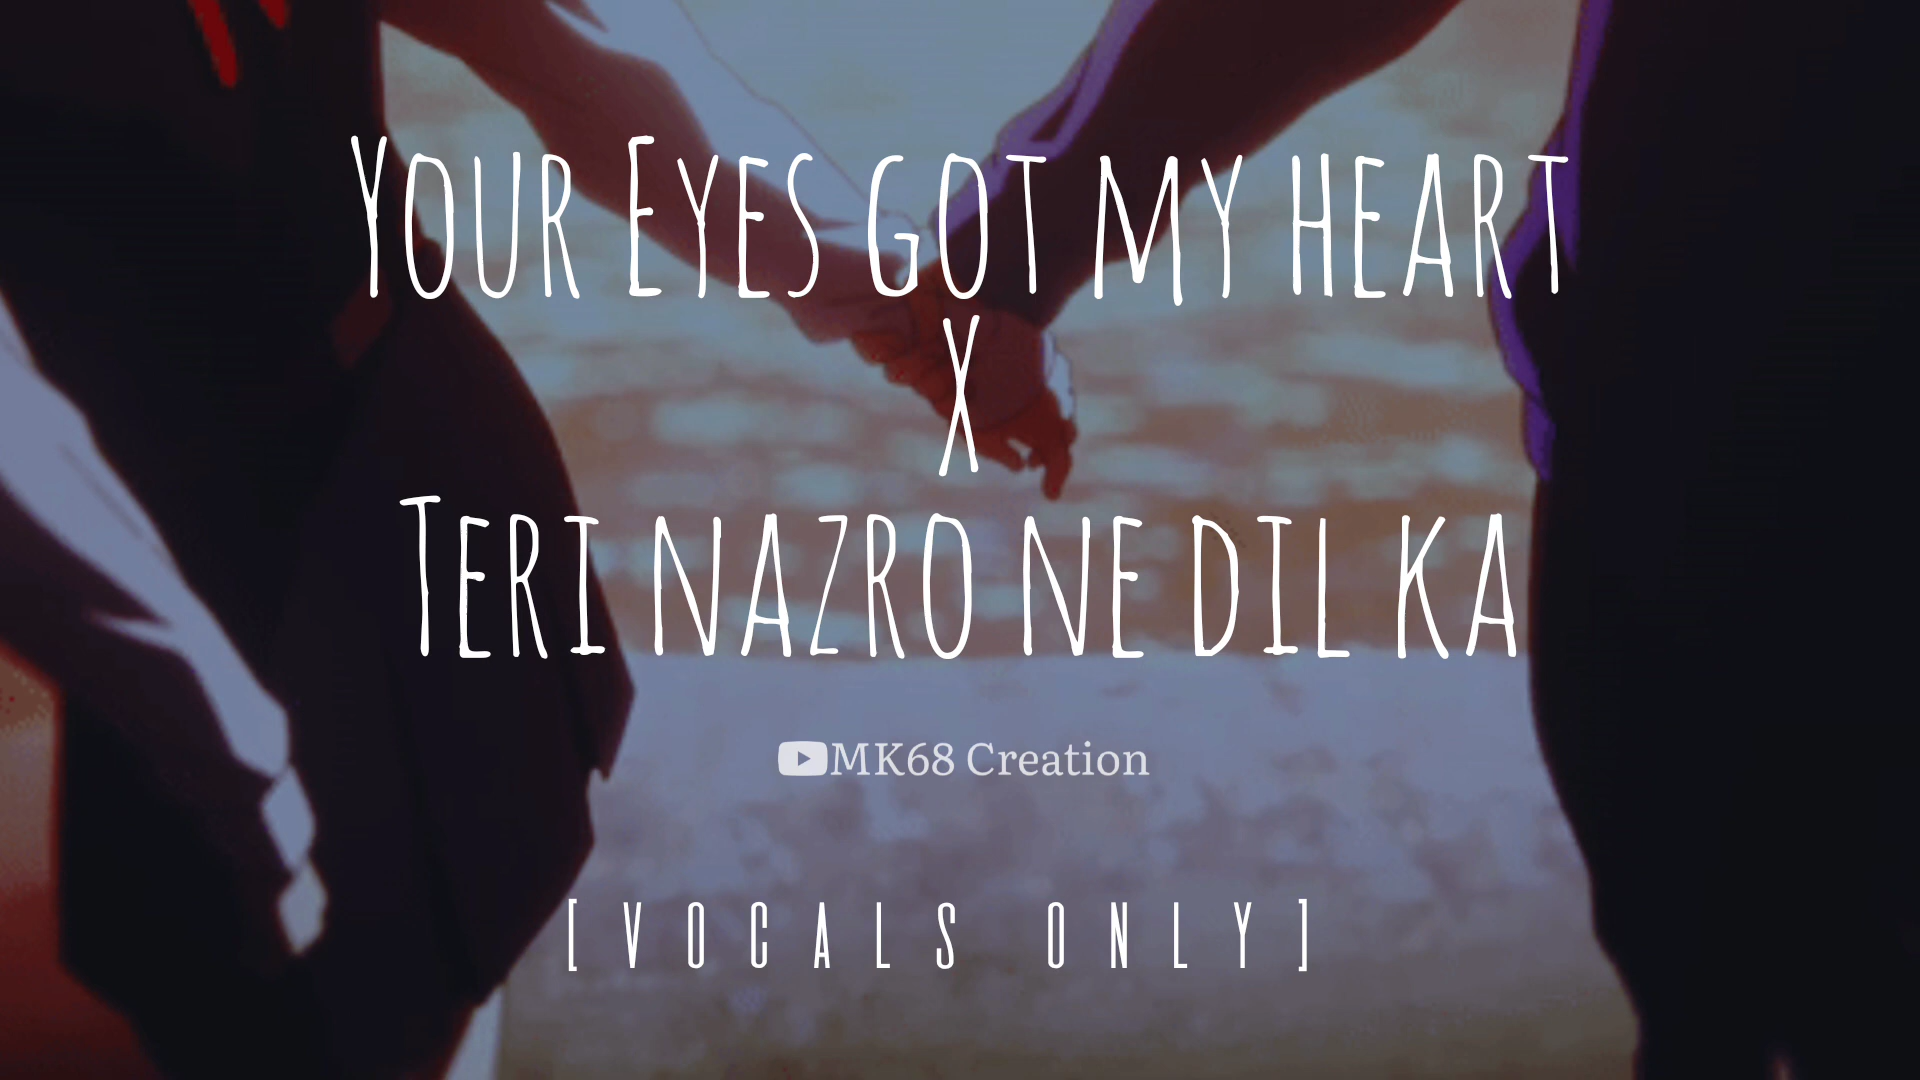 Your Eyes got my heart
X
Teri nazro ne dil ka
MK68 Creation
[VOCALS ONLY]